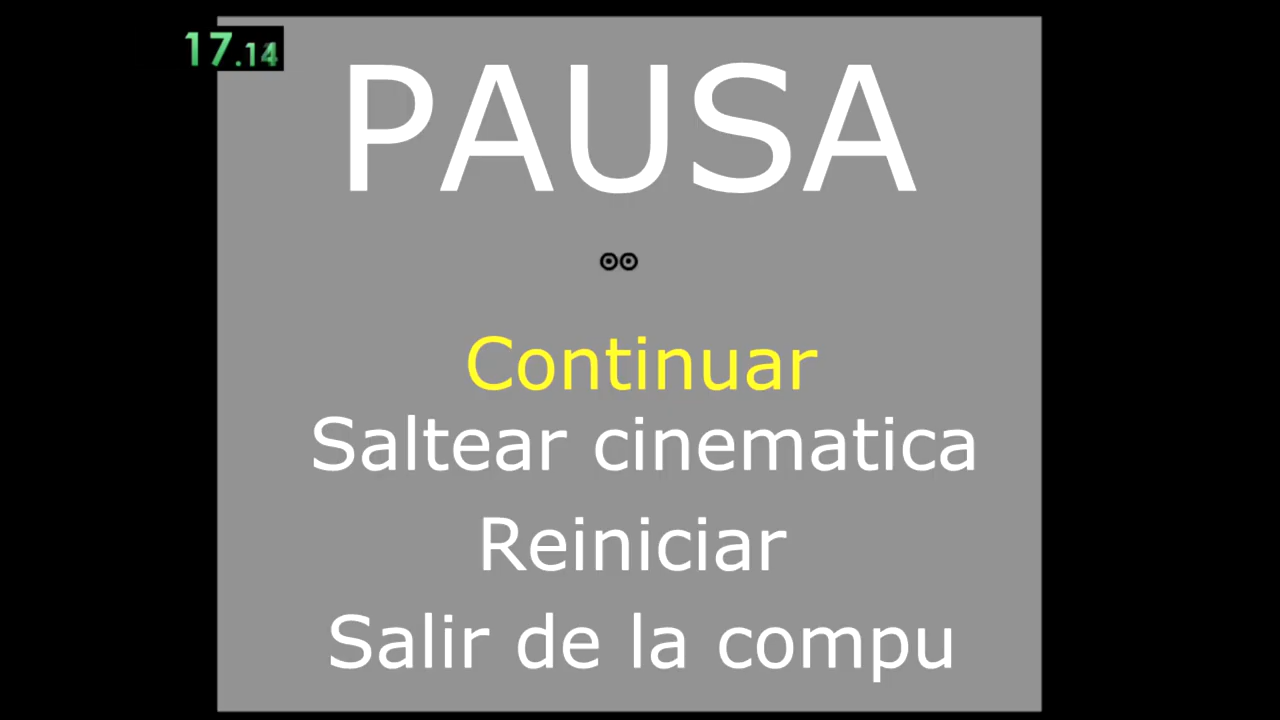 17.14
PAUSA
Continuar
Saltear cinematica
Reiniciar
Salir de la compu